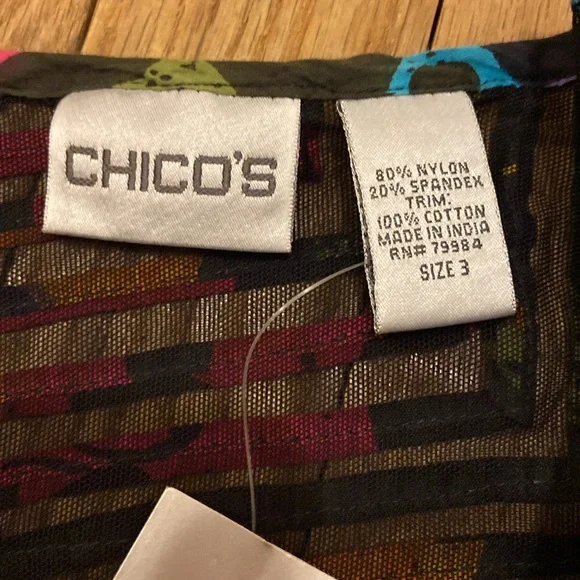 CHICO'S
80% NYLON
20% SPANDEX
TRIM:
100% COTTON
MADE IN INDIA
RN# 79984
SIZE 3